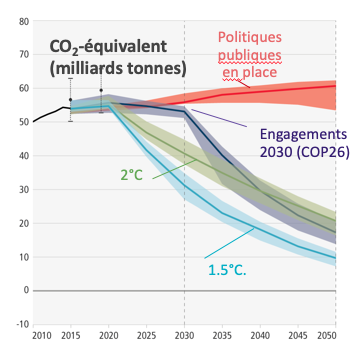 80
70
60
50
40
30
20
10
0
-10
CO₂-équivalent
(milliards tonnes)
Politiques
publiques
en place
Engagements
2030 (COP26)
2°C
1.5°C.
2010 2015 2020 2025 2030 2035 2040 2045 2050